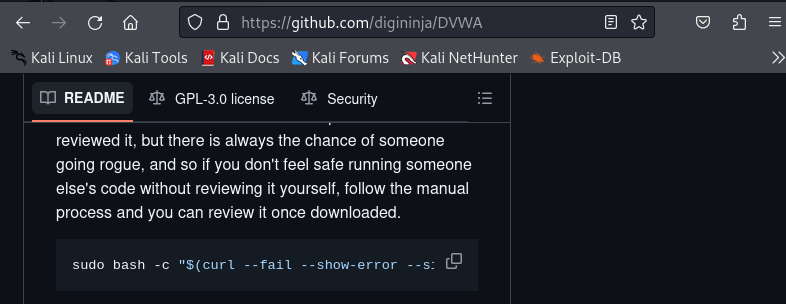 https://github.com/digininja/DVWA
Kali Linux Kali Tools Kali Docs Kali Forums Kali NetHunter Exploit-DB
README GPL-3.0 license Security
reviewed it, but there is always the chance of someone
going rogue, and so if you don't feel safe running someone
else's code without reviewing it yourself, follow the manual
process and you can review it once downloaded.
sudo bash -c "$(curl --fail --show-error --si